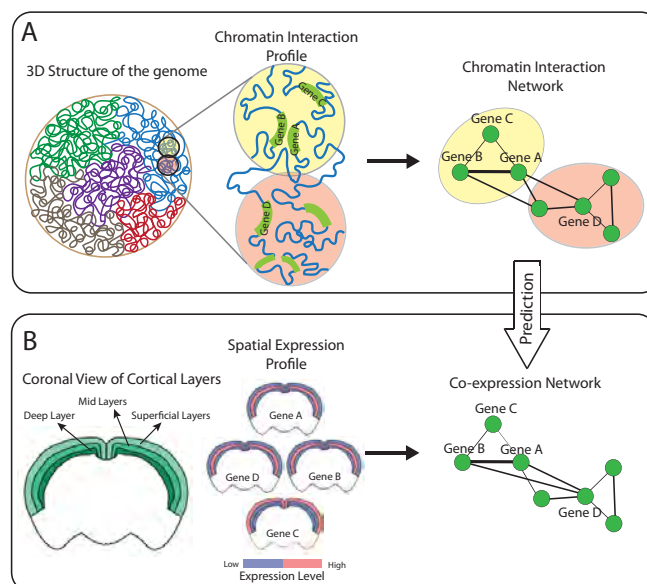 A
3D Structure of the genome
Chromatin Interaction
Profile
Gene C
Gene B
Gene A
Gene D
Chromatin Interaction
Network
Gene C
Gene B
Gene A
Gene D
Prediction
B
Coronal View of Cortical Layers
Mid Layers
Deep Layer
Superficial Layers
Spatial Expression
Profile
Gene A
Gene D
Gene B
Gene C
Low
High
Expression Level
Co-expression Network
Gene C
Gene B
Gene A
Gene D